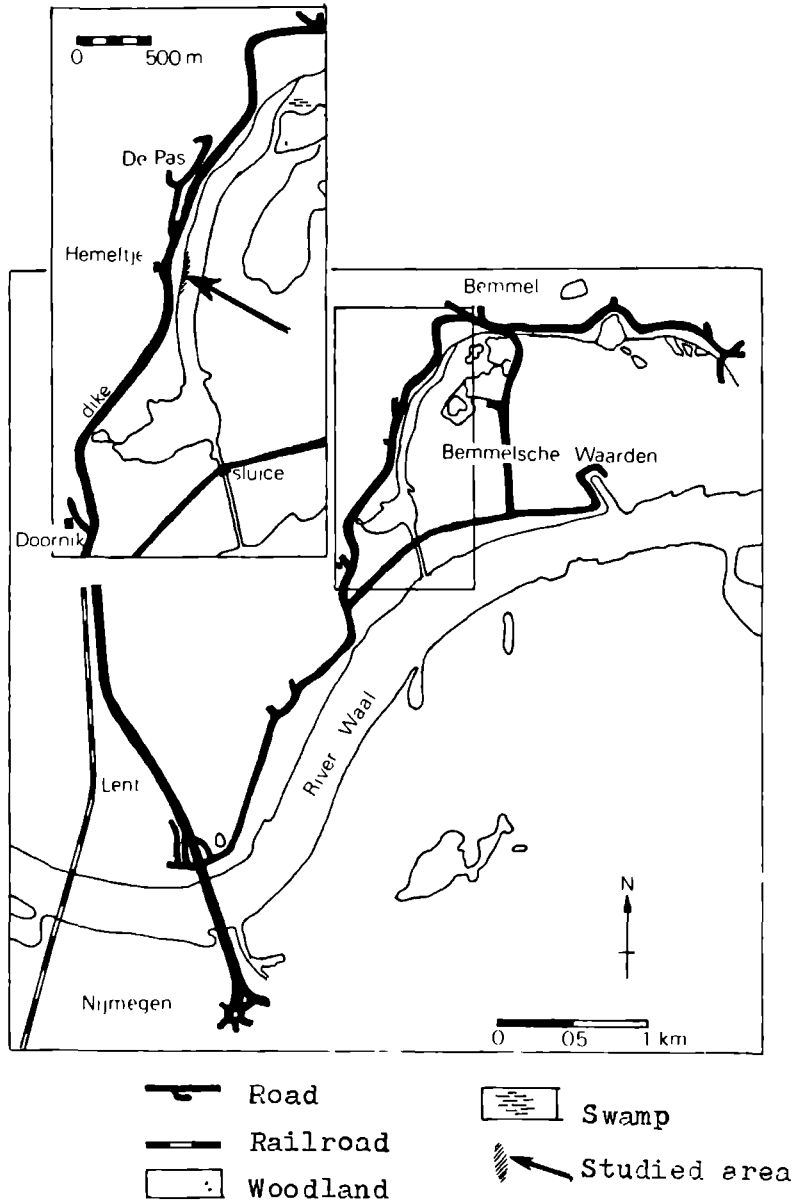 0 500 m
De Pas
Hemeltje
dike
sluice
Doornik
Bemmel
Bemmelsche Waarden
River Waal
Lent
N
Nijmegen
0 05 1 km
Road
Railroad
Woodland
Swamp
Studied area